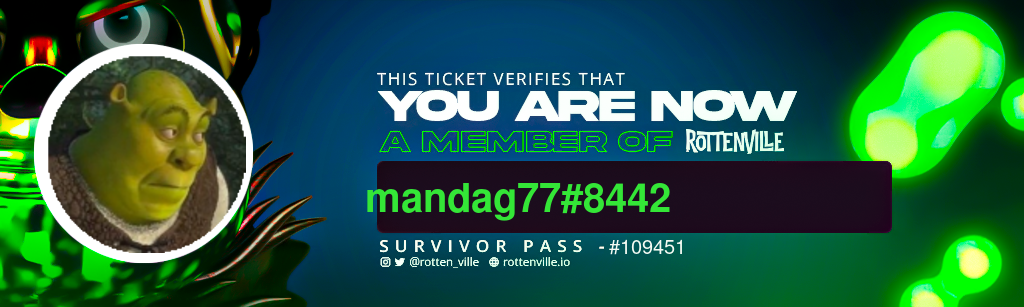 THIS TICKET VERIFIES THAT
YOU ARE NOW
A MEMBER OF ROTTENVILLE
mandag77#8442
SURVIVOR PASS - #109451
@rotten_ville rottenville.io